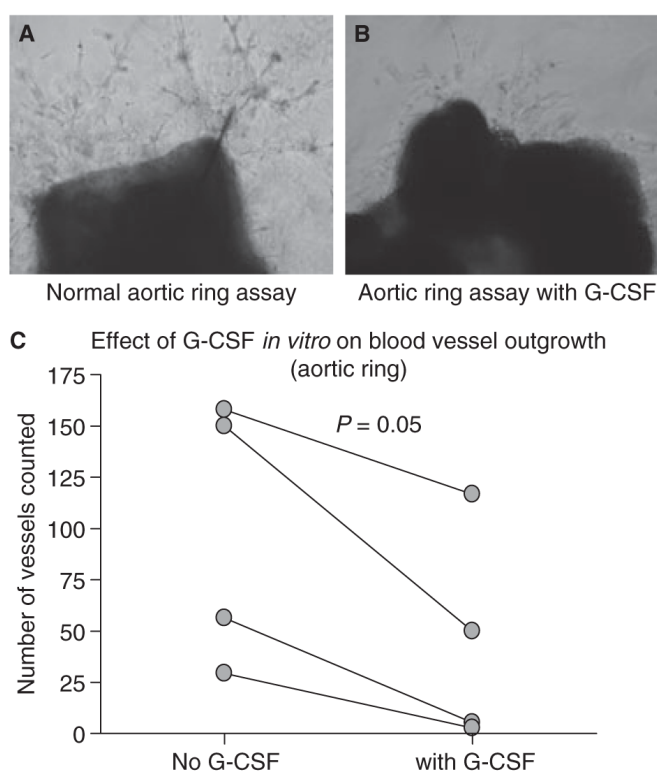 A
B
Normal aortic ring assay
Aortic ring assay with G-CSF
C
Effect of G-CSF in vitro on blood vessel outgrowth
(aortic ring)
175
150
125
100
75
50
25
0
Number of vessels counted
P = 0.05
No G-CSF
with G-CSF